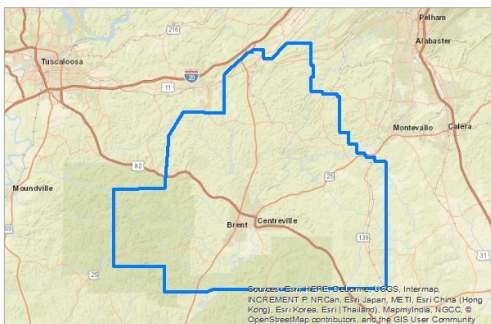 Pelham
Alabaster
216
Tuscaloosa
20
11
Montevallo
Calera
82
25
Moundville
69
Brent
Centreville
31
25
139
Sources: Esri, HERE, DeLorme, USGS, Intermap,
INCREMENT P, NRCan, Esri Japan, METI, Esri China (Hong
Kong), Esri Korea, Esri (Thailand), MapmyIndia, NGCC, ©
OpenStreetMap contributors, and the GIS User Community